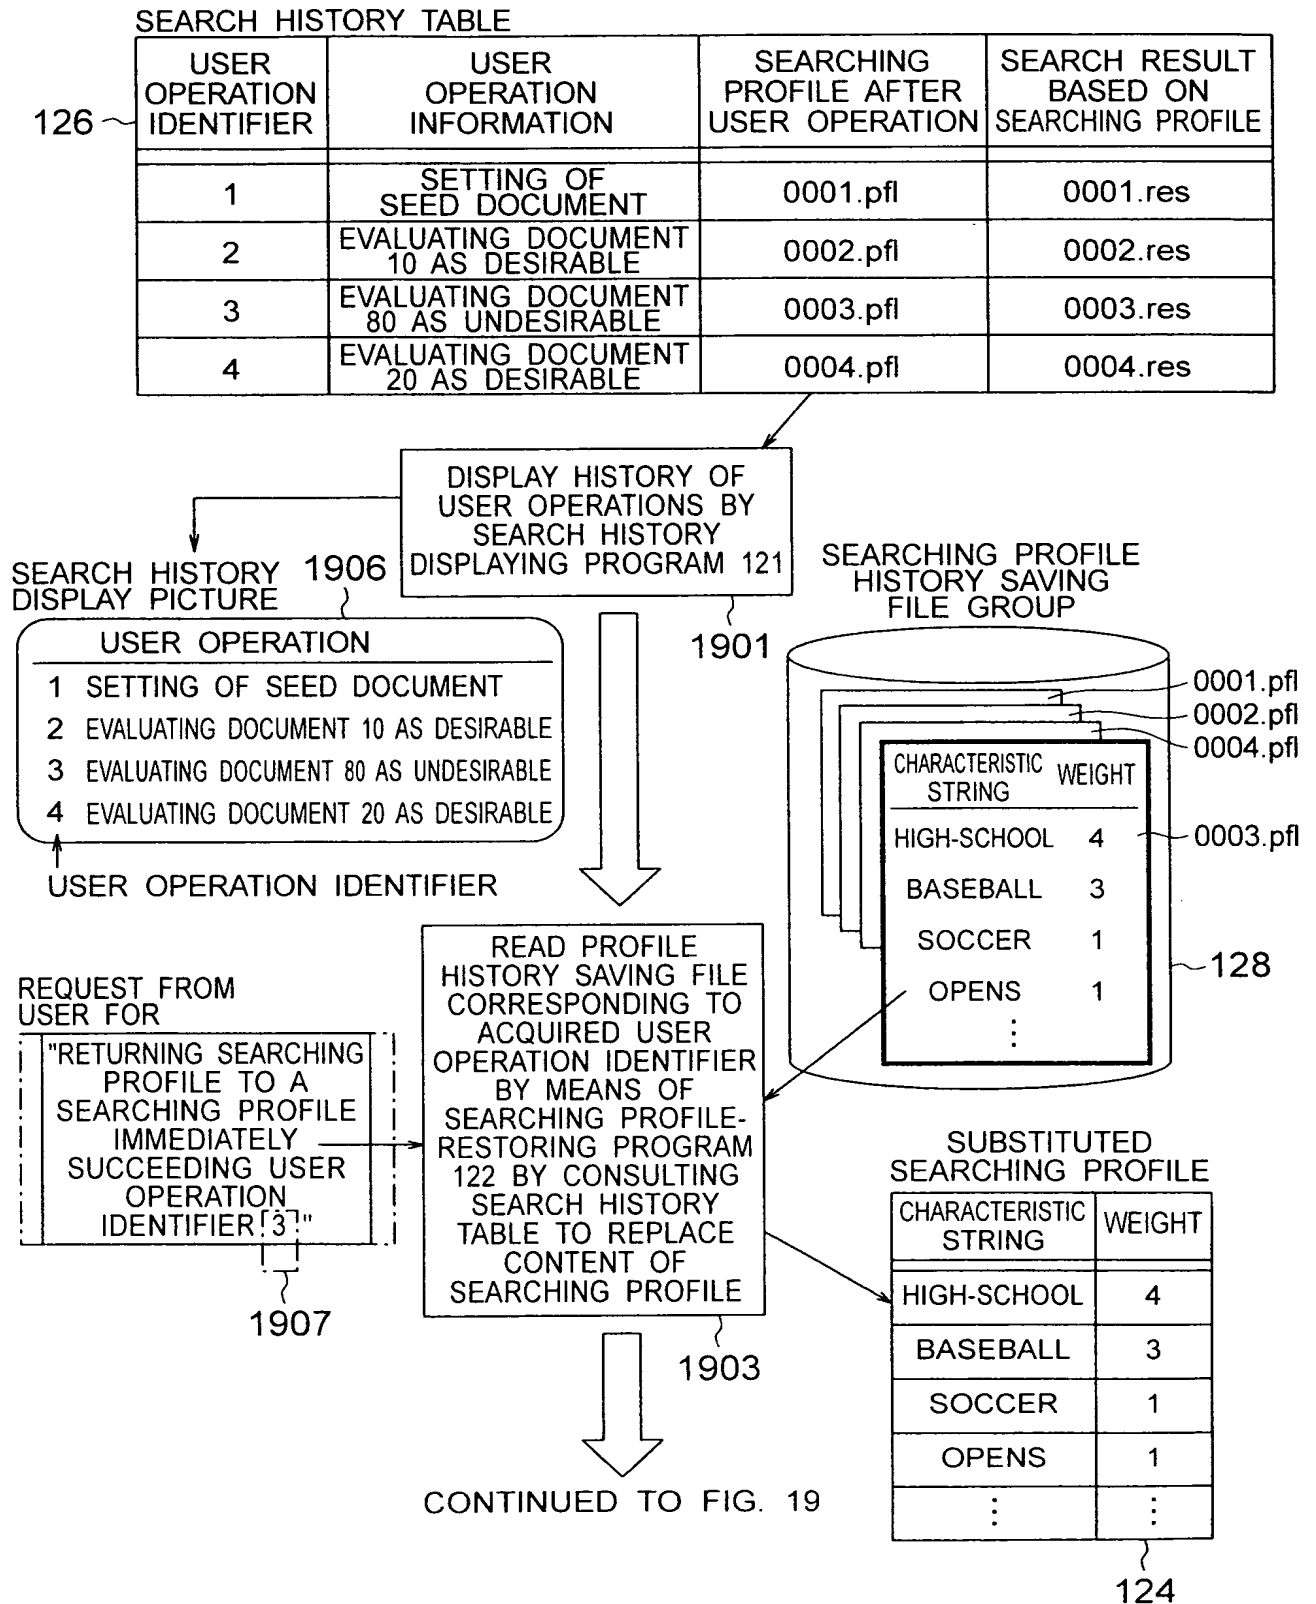 SEARCH HISTORY TABLE
USER
OPERATION
IDENTIFIER
USER
OPERATION
INFORMATION
SEARCHING
PROFILE AFTER
USER OPERATION
SEARCH RESULT
BASED ON
SEARCHING PROFILE
126
1
SETTING OF
SEED DOCUMENT
0001.pfl
0001.res
2
EVALUATING DOCUMENT
10 AS DESIRABLE
0002.pfl
0002.res
3
EVALUATING DOCUMENT
80 AS UNDESIRABLE
0003.pfl
0003.res
4
EVALUATING DOCUMENT
20 AS DESIRABLE
0004.pfl
0004.res
DISPLAY HISTORY OF
USER OPERATIONS BY
SEARCH HISTORY
DISPLAYING PROGRAM 121
1901
SEARCH HISTORY
DISPLAY PICTURE
1906
USER OPERATION
1 SETTING OF SEED DOCUMENT
2 EVALUATING DOCUMENT 10 AS DESIRABLE
3 EVALUATING DOCUMENT 80 AS UNDESIRABLE
4 EVALUATING DOCUMENT 20 AS DESIRABLE
USER OPERATION IDENTIFIER
SEARCHING PROFILE
HISTORY SAVING
FILE GROUP
0001.pfl
0002.pfl
0004.pfl
CHARACTERISTIC
STRING
WEIGHT
HIGH-SCHOOL 4
0003.pfl
BASEBALL 3
SOCCER 1
OPENS 1
⋮
128
REQUEST FROM
USER FOR
"RETURNING SEARCHING
PROFILE TO A
SEARCHING PROFILE
IMMEDIATELY
SUCCEEDING USER
OPERATION
IDENTIFIER 3 "
1907
READ PROFILE
HISTORY SAVING FILE
CORRESPONDING TO
ACQUIRED USER
OPERATION IDENTIFIER
BY MEANS OF
SEARCHING PROFILE-
RESTORING PROGRAM
122 BY CONSULTING
SEARCH HISTORY
TABLE TO REPLACE
CONTENT OF
SEARCHING PROFILE
1903
SUBSTITUTED
SEARCHING PROFILE
CHARACTERISTIC
STRING
WEIGHT
HIGH-SCHOOL 4
BASEBALL 3
SOCCER 1
OPENS 1
⋮ ⋮
124
CONTINUED TO FIG. 19